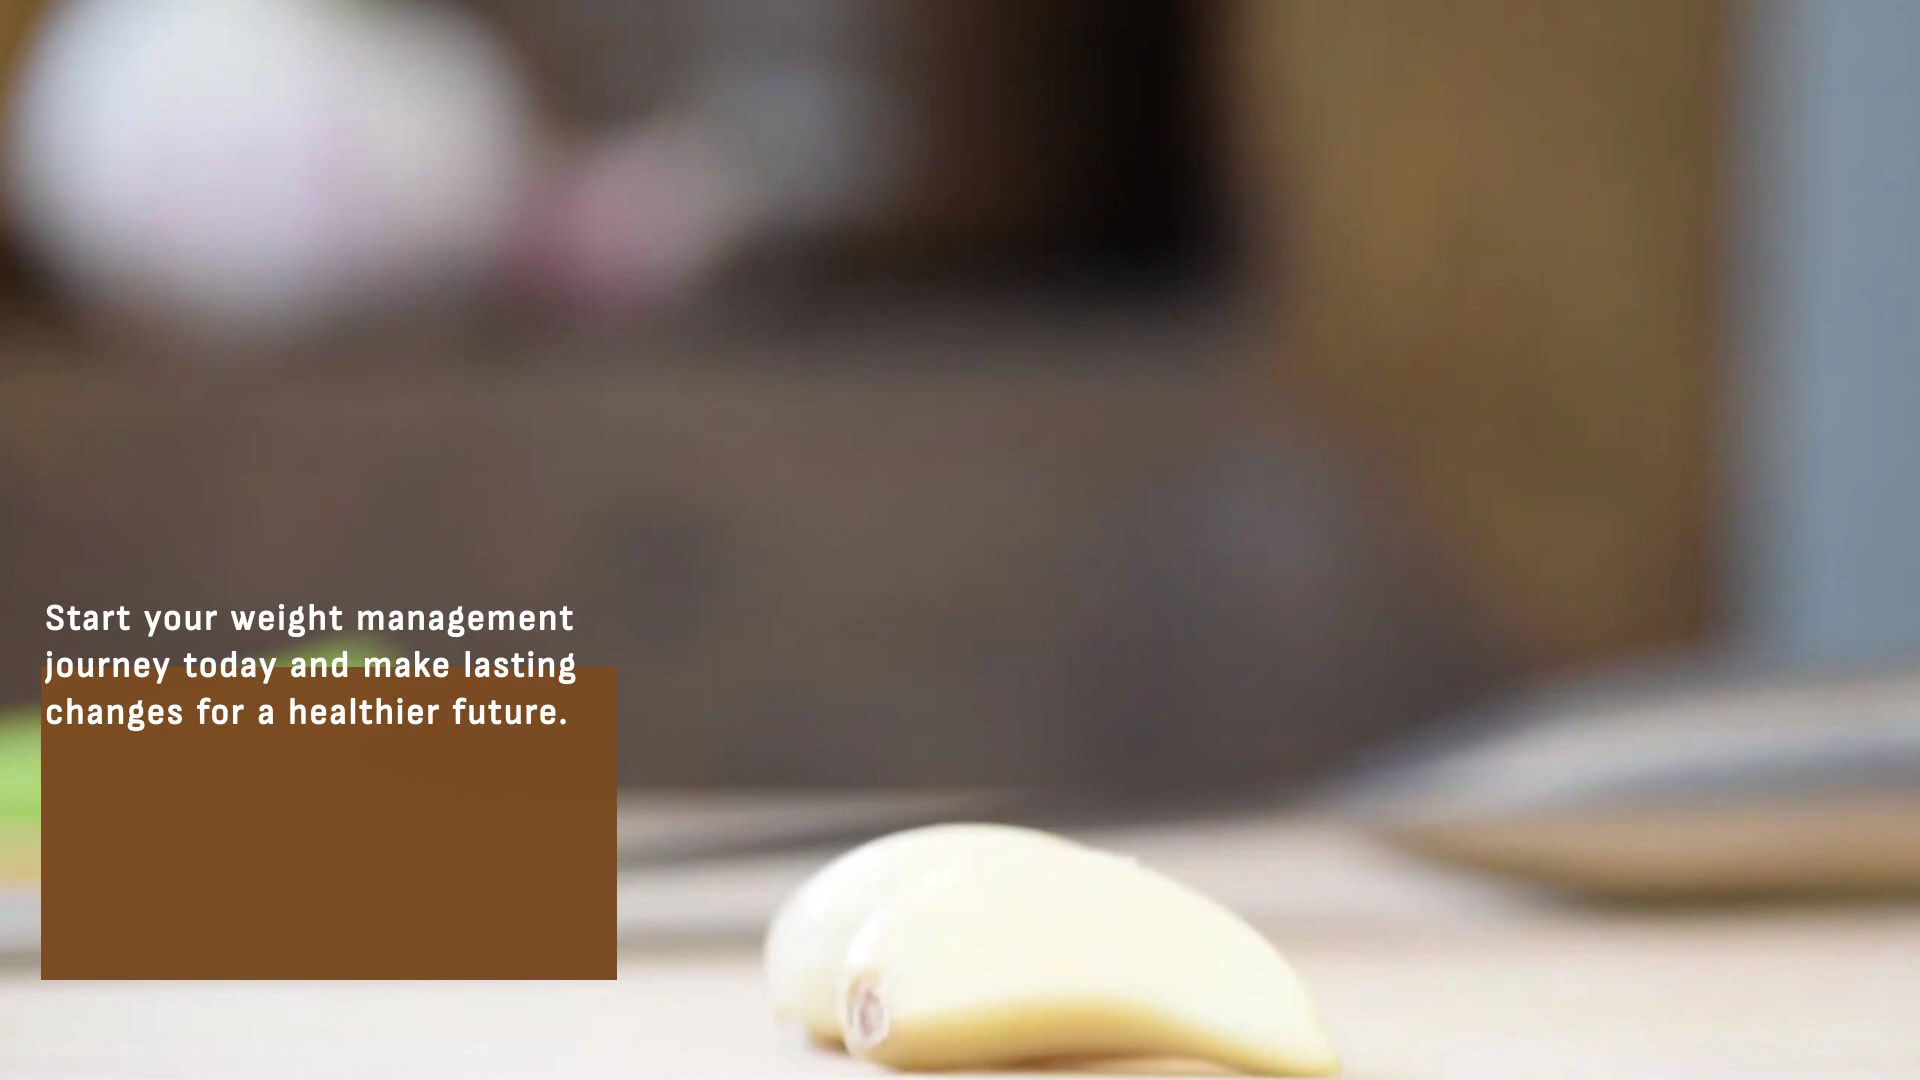 Start your weight management
journey today and make lasting
changes for a healthier future.